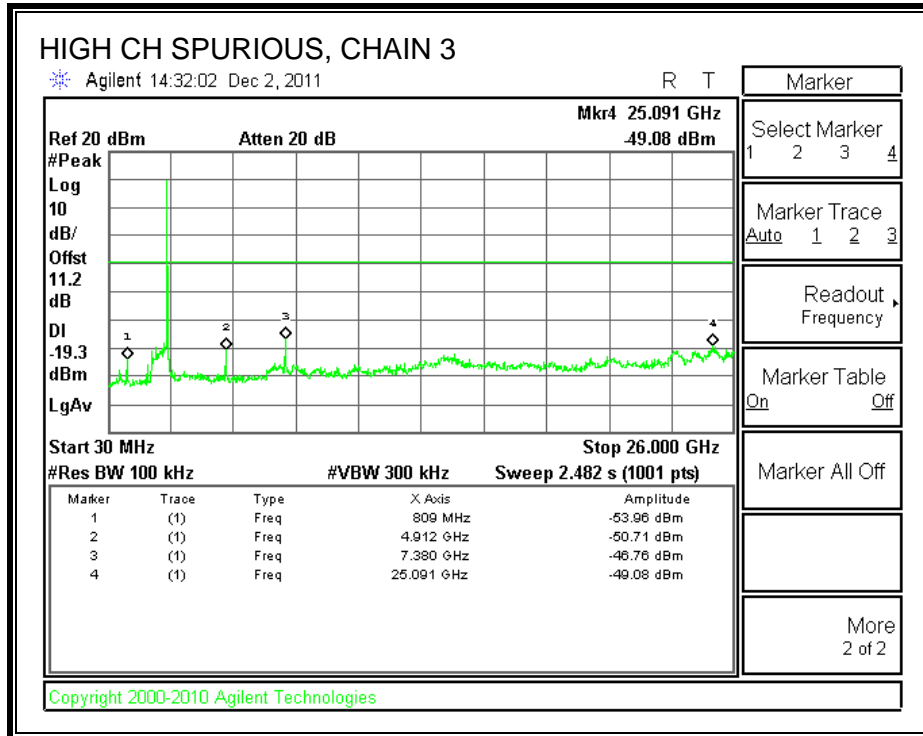 HIGH CH SPURIOUS, CHAIN 3
Agilent 14:32:02 Dec 2, 2011 R T
Mkr4 25.091 GHz
Ref 20 dBm Atten 20 dB -49.08 dBm
#Peak
Log
10
dB/
Offst
11.2
dB
DI
-19.3
dBm
LgAv
1
2
3
4
Start 30 MHz Stop 26.000 GHz
#Res BW 100 kHz #VBW 300 kHz Sweep 2.482 s (1001 pts)
Marker Trace Type X Axis Amplitude
1 (1) Freq 809 MHz -53.96 dBm
2 (1) Freq 4.912 GHz -50.71 dBm
3 (1) Freq 7.380 GHz -46.76 dBm
4 (1) Freq 25.091 GHz -49.08 dBm
Marker
Select Marker
1 2 3 4
Marker Trace
Auto 1 2 3
Readout
Frequency
Marker Table
On Off
Marker All Off
More
2 of 2
Copyright 2000-2010 Agilent Technologies